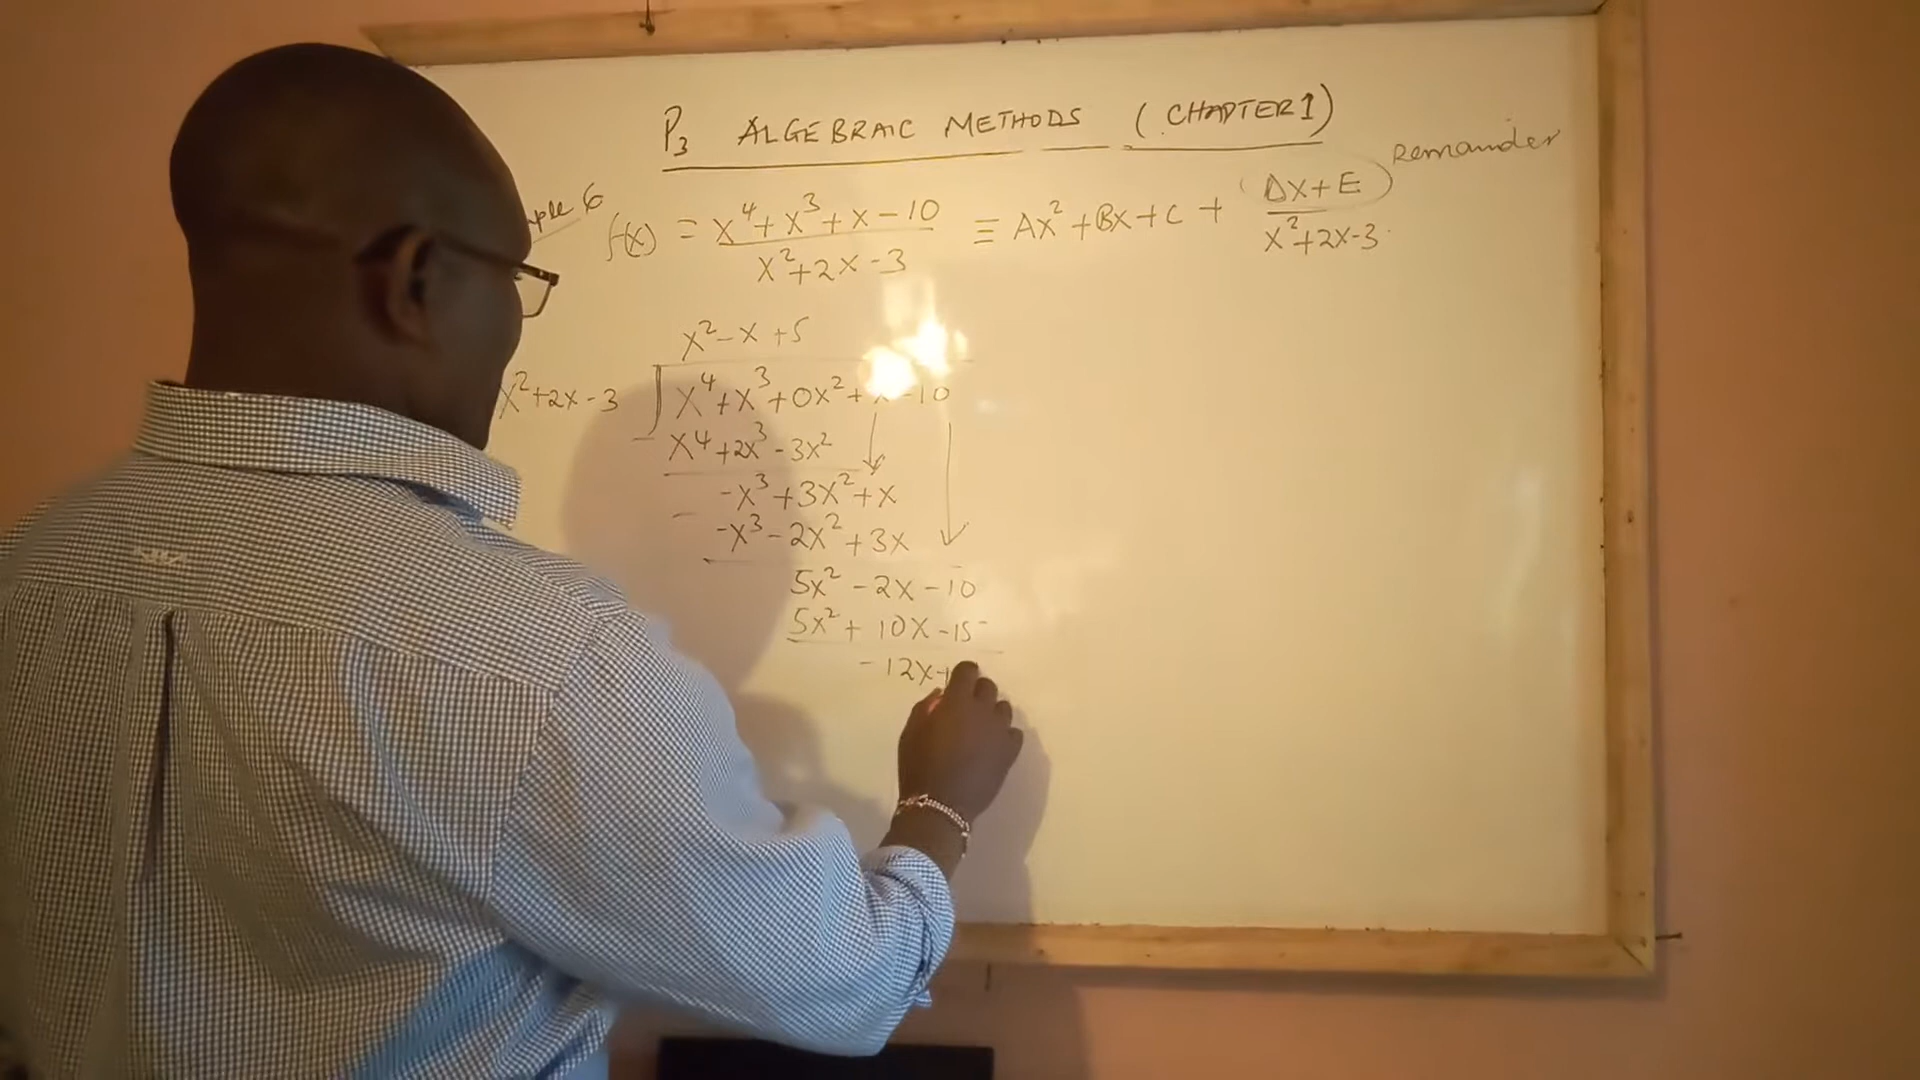 P₃ ALGEBRAIC METHODS (CHAPTER 1)
remainder
6
f(x) = x⁴+x³+x-10 / x²+2x-3 ≡ Ax²+Bx+C + Dx+E / x²+2x-3
x²-x+5
x²+2x-3 x⁴+x³+0x²+ -10
x⁴+2x³-3x²
-x³+3x²+x
-x³-2x²+3x
5x²-2x-10
5x²+10x-15
-12x